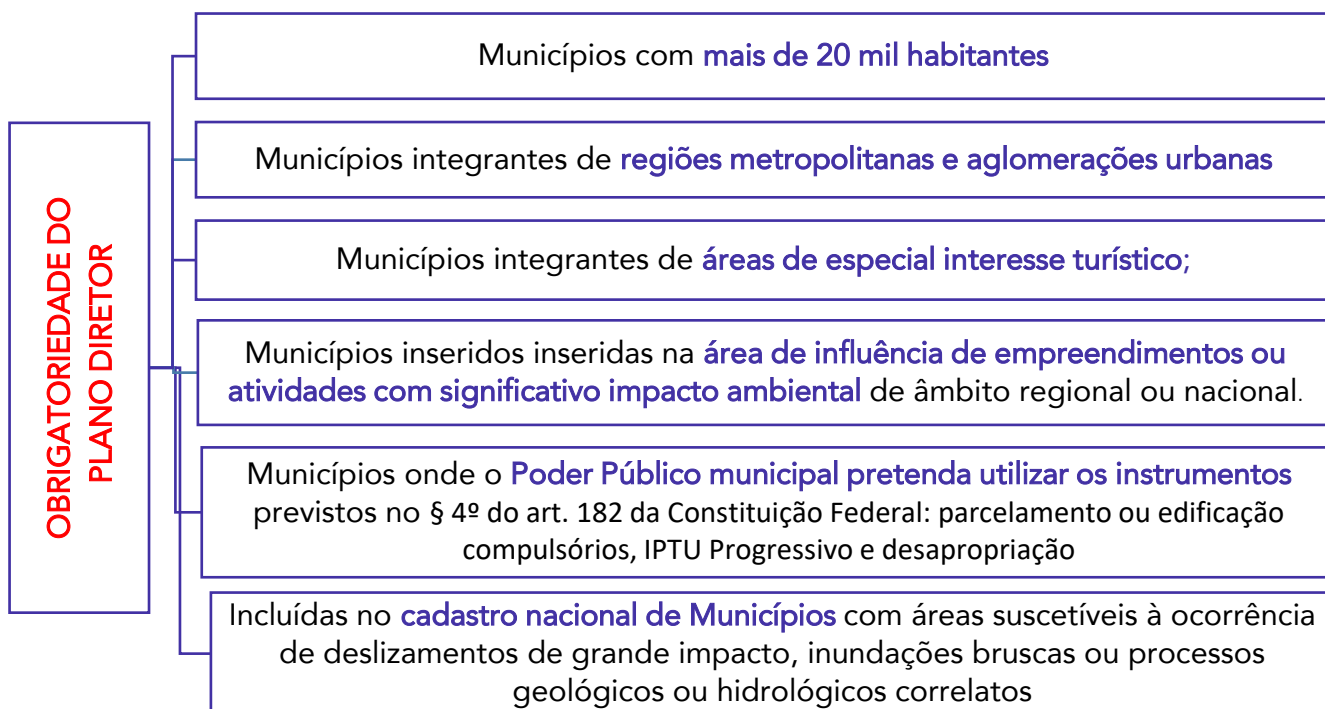 OBRIGATORIEDADE DO
PLANO DIRETOR
Municípios com mais de 20 mil habitantes
Municípios integrantes de regiões metropolitanas e aglomerações urbanas
Municípios integrantes de áreas de especial interesse turístico;
Municípios inseridos inseridas na área de influência de empreendimentos ou
atividades com significativo impacto ambiental de âmbito regional ou nacional.
Municípios onde o Poder Público municipal pretenda utilizar os instrumentos
previstos no § 4º do art. 182 da Constituição Federal: parcelamento ou edificação
compulsórios, IPTU Progressivo e desapropriação
Incluídas no cadastro nacional de Municípios com áreas suscetíveis à ocorrência
de deslizamentos de grande impacto, inundações bruscas ou processos
geológicos ou hidrológicos correlatos